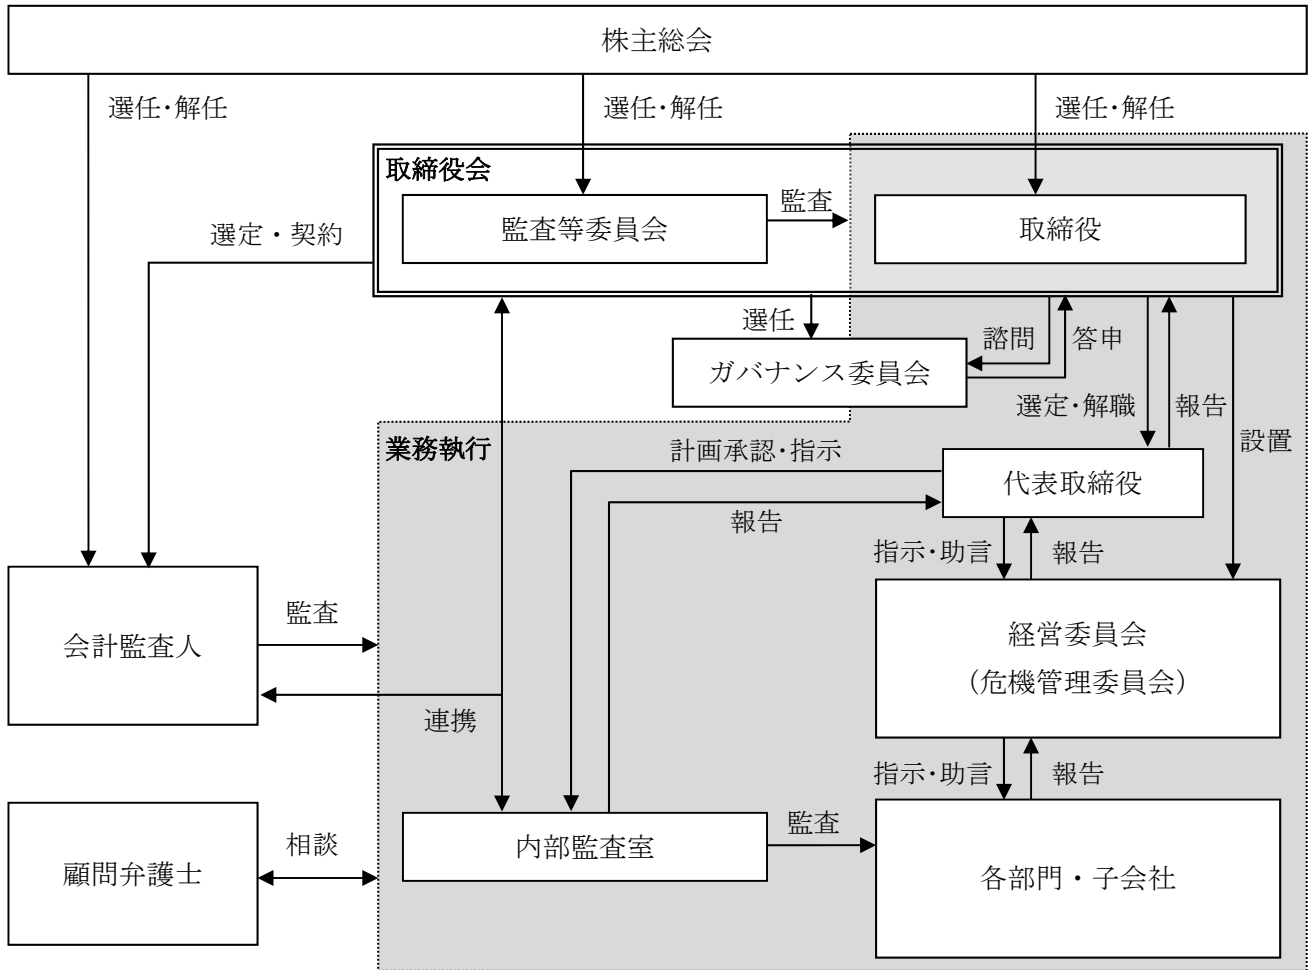 株主総会
選任・解任
選任・解任
選任・解任
取締役会
監査等委員会
監査
取締役
選定・契約
選任
ガバナンス委員会
諮問
答申
選定・解職
報告
設置
業務執行
計画承認・指示
代表取締役
報告
指示・助言
報告
会計監査人
監査
経営委員会
（危機管理委員会）
連携
指示・助言
報告
顧問弁護士
相談
内部監査室
監査
各部門・子会社